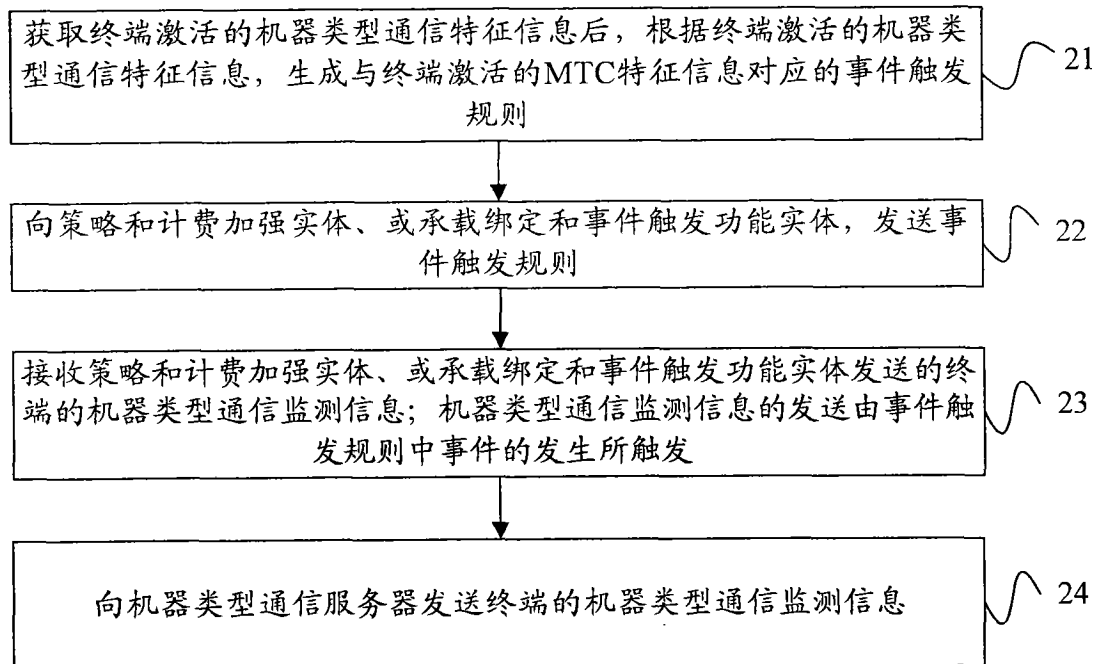 获取终端激活的机器类型通信特征信息后，根据终端激活的机器类
型通信特征信息，生成与终端激活的MTC特征信息对应的事件触发
规则
21
向策略和计费加强实体、或承载绑定和事件触发功能实体，发送事
件触发规则
22
接收策略和计费加强实体、或承载绑定和事件触发功能实体发送的终
端的机器类型通信监测信息；机器类型通信监测信息的发送由事件触
发规则中事件的发生所触发
23
向机器类型通信服务器发送终端的机器类型通信监测信息
24